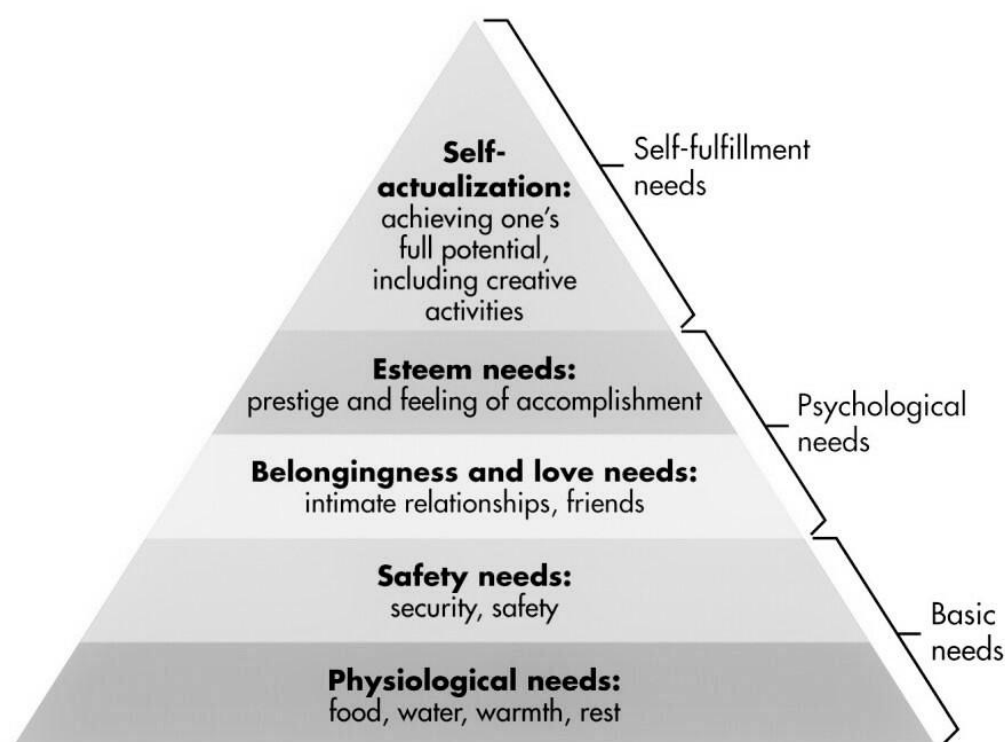 Self-
actualization:
achieving one's
full potential,
including creative
activities
Self-fulfillment
needs
Esteem needs:
prestige and feeling of accomplishment
Psychological
needs
Belongingness and love needs:
intimate relationships, friends
Safety needs:
security, safety
Basic
needs
Physiological needs:
food, water, warmth, rest